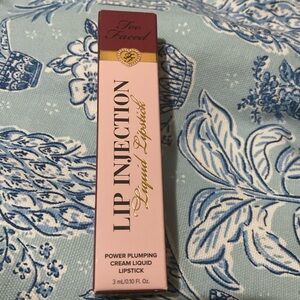 Too
Faced
LIP INJECTION
Liquid Lipstick
POWER PLUMPING
CREAM LIQUID
LIPSTICK
3 mL/0.10 Fl. Oz.